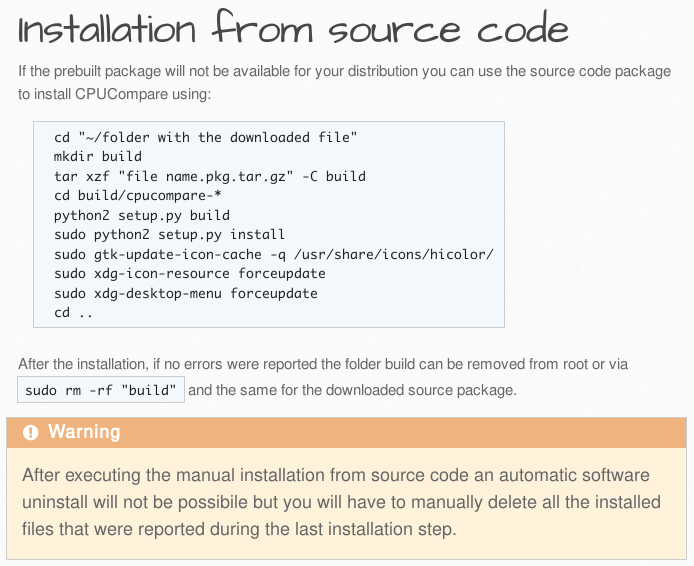 Installation from source code
If the prebuilt package will not be available for your distribution you can use the source code package
to install CPUCompare using:
cd "~/folder with the downloaded file"
mkdir build
tar xzf "file name.pkg.tar.gz" -C build
cd build/cpucompare-*
python2 setup.py build
sudo python2 setup.py install
sudo gtk-update-icon-cache -q /usr/share/icons/hicolor/
sudo xdg-icon-resource forceupdate
sudo xdg-desktop-menu forceupdate
cd ..
After the installation, if no errors were reported the folder build can be removed from root or via
sudo rm -rf "build" and the same for the downloaded source package.
Warning
After executing the manual installation from source code an automatic software
uninstall will not be possibile but you will have to manually delete all the installed
files that were reported during the last installation step.